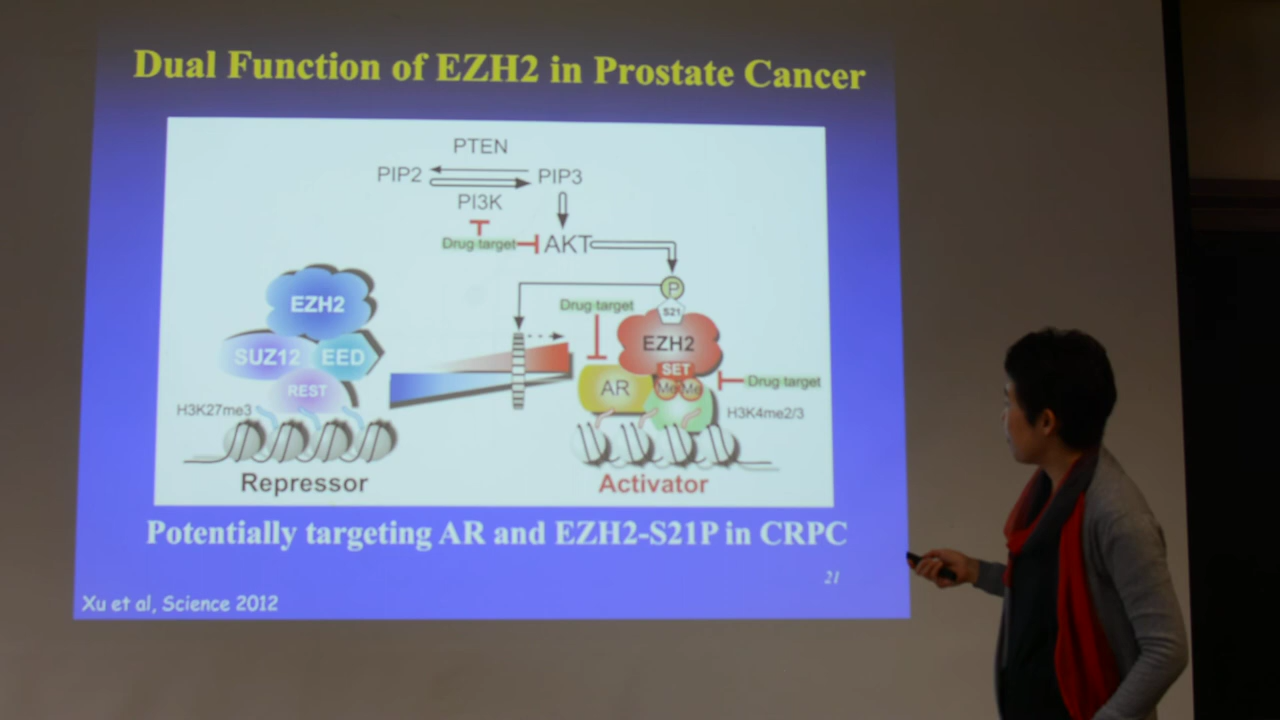 Dual Function of EZH2 in Prostate Cancer
PTEN
PIP2
PIP3
PI3K
Drug target
AKT
P
S21
EZH2
Drug target
EZH2
SUZ12
EED
SET
REST
AR
Me
Me
Drug target
H3K27me3
H3K4me2/3
Repressor
Activator
Potentially targeting AR and EZH2-S21P in CRPC
21
Xu et al, Science 2012